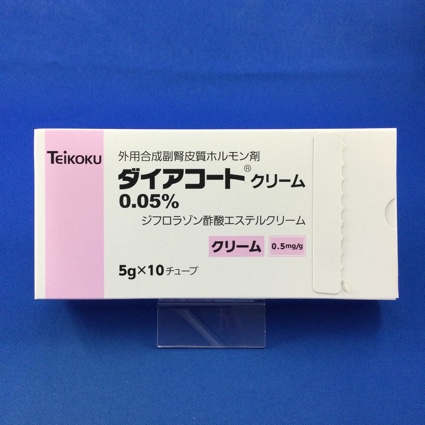 TEIKOKU
外用合成副腎皮質ホルモン剤
ダイアコート®クリーム
0.05%
ジフロラゾン酢酸エステルクリーム
クリーム 0.5mg/g
5g×10チューブ